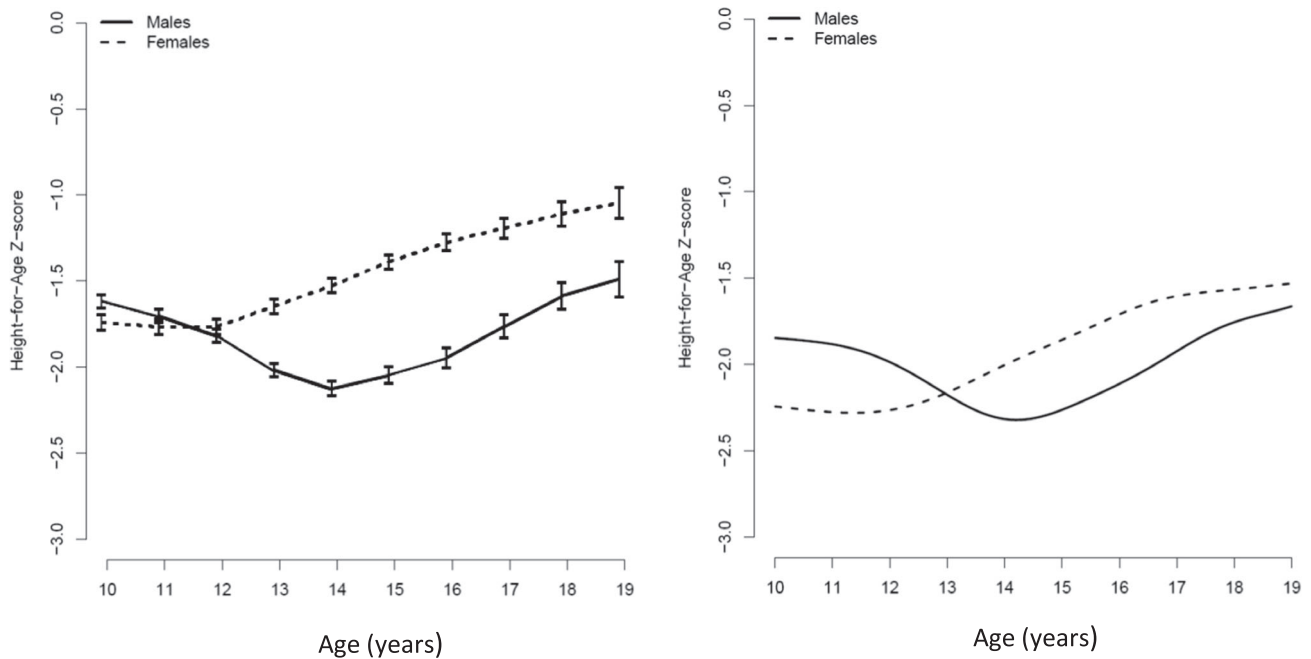 Males
Females
Height-for-Age Z-score
0.0
-0.5
-1.0
-1.5
-2.0
-2.5
-3.0
10 11 12 13 14 15 16 17 18 19
Age (years)
Males
Females
Height-for-Age Z-score
0.0
-0.5
-1.0
-1.5
-2.0
-2.5
-3.0
10 11 12 13 14 15 16 17 18 19
Age (years)